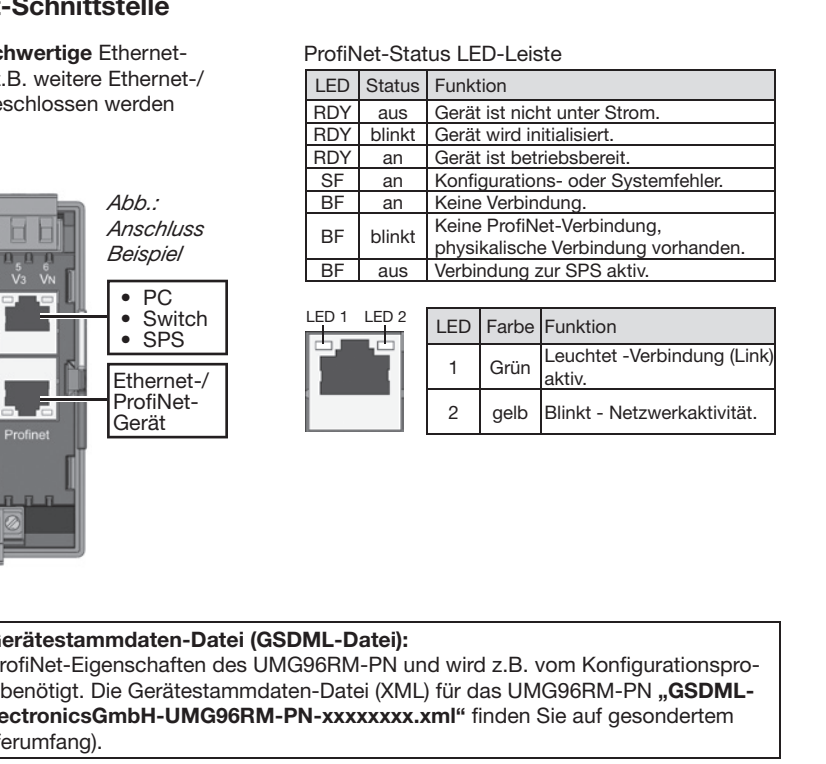 -Schnittstelle
chwertige Ethernet-
z.B. weitere Ethernet-/
eschlossen werden
Abb.:
Anschluss
Beispiel
5 6
V3 VN
• PC
• Switch
• SPS
Ethernet-/
ProfiNet-
Gerät
Profinet
ProfiNet-Status LED-Leiste
LED Status Funktion
RDY aus Gerät ist nicht unter Strom.
RDY blinkt Gerät wird initialisiert.
RDY an Gerät ist betriebsbereit.
SF an Konfigurations- oder Systemfehler.
BF an Keine Verbindung.
BF blinkt Keine ProfiNet-Verbindung,
physikalische Verbindung vorhanden.
BF aus Verbindung zur SPS aktiv.
LED 1 LED 2
LED Farbe Funktion
1 Grün Leuchtet -Verbindung (Link)
aktiv.
2 gelb Blinkt - Netzwerkaktivität.
erätestammdaten-Datei (GSDML-Datei):
rofiNet-Eigenschaften des UMG96RM-PN und wird z.B. vom Konfigurationspro-
benötigt. Die Gerätestammdaten-Datei (XML) für das UMG96RM-PN „GSDML-
ectronicsGmbH-UMG96RM-PN-xxxxxxxx.xml“ finden Sie auf gesondertem
ferumfang).